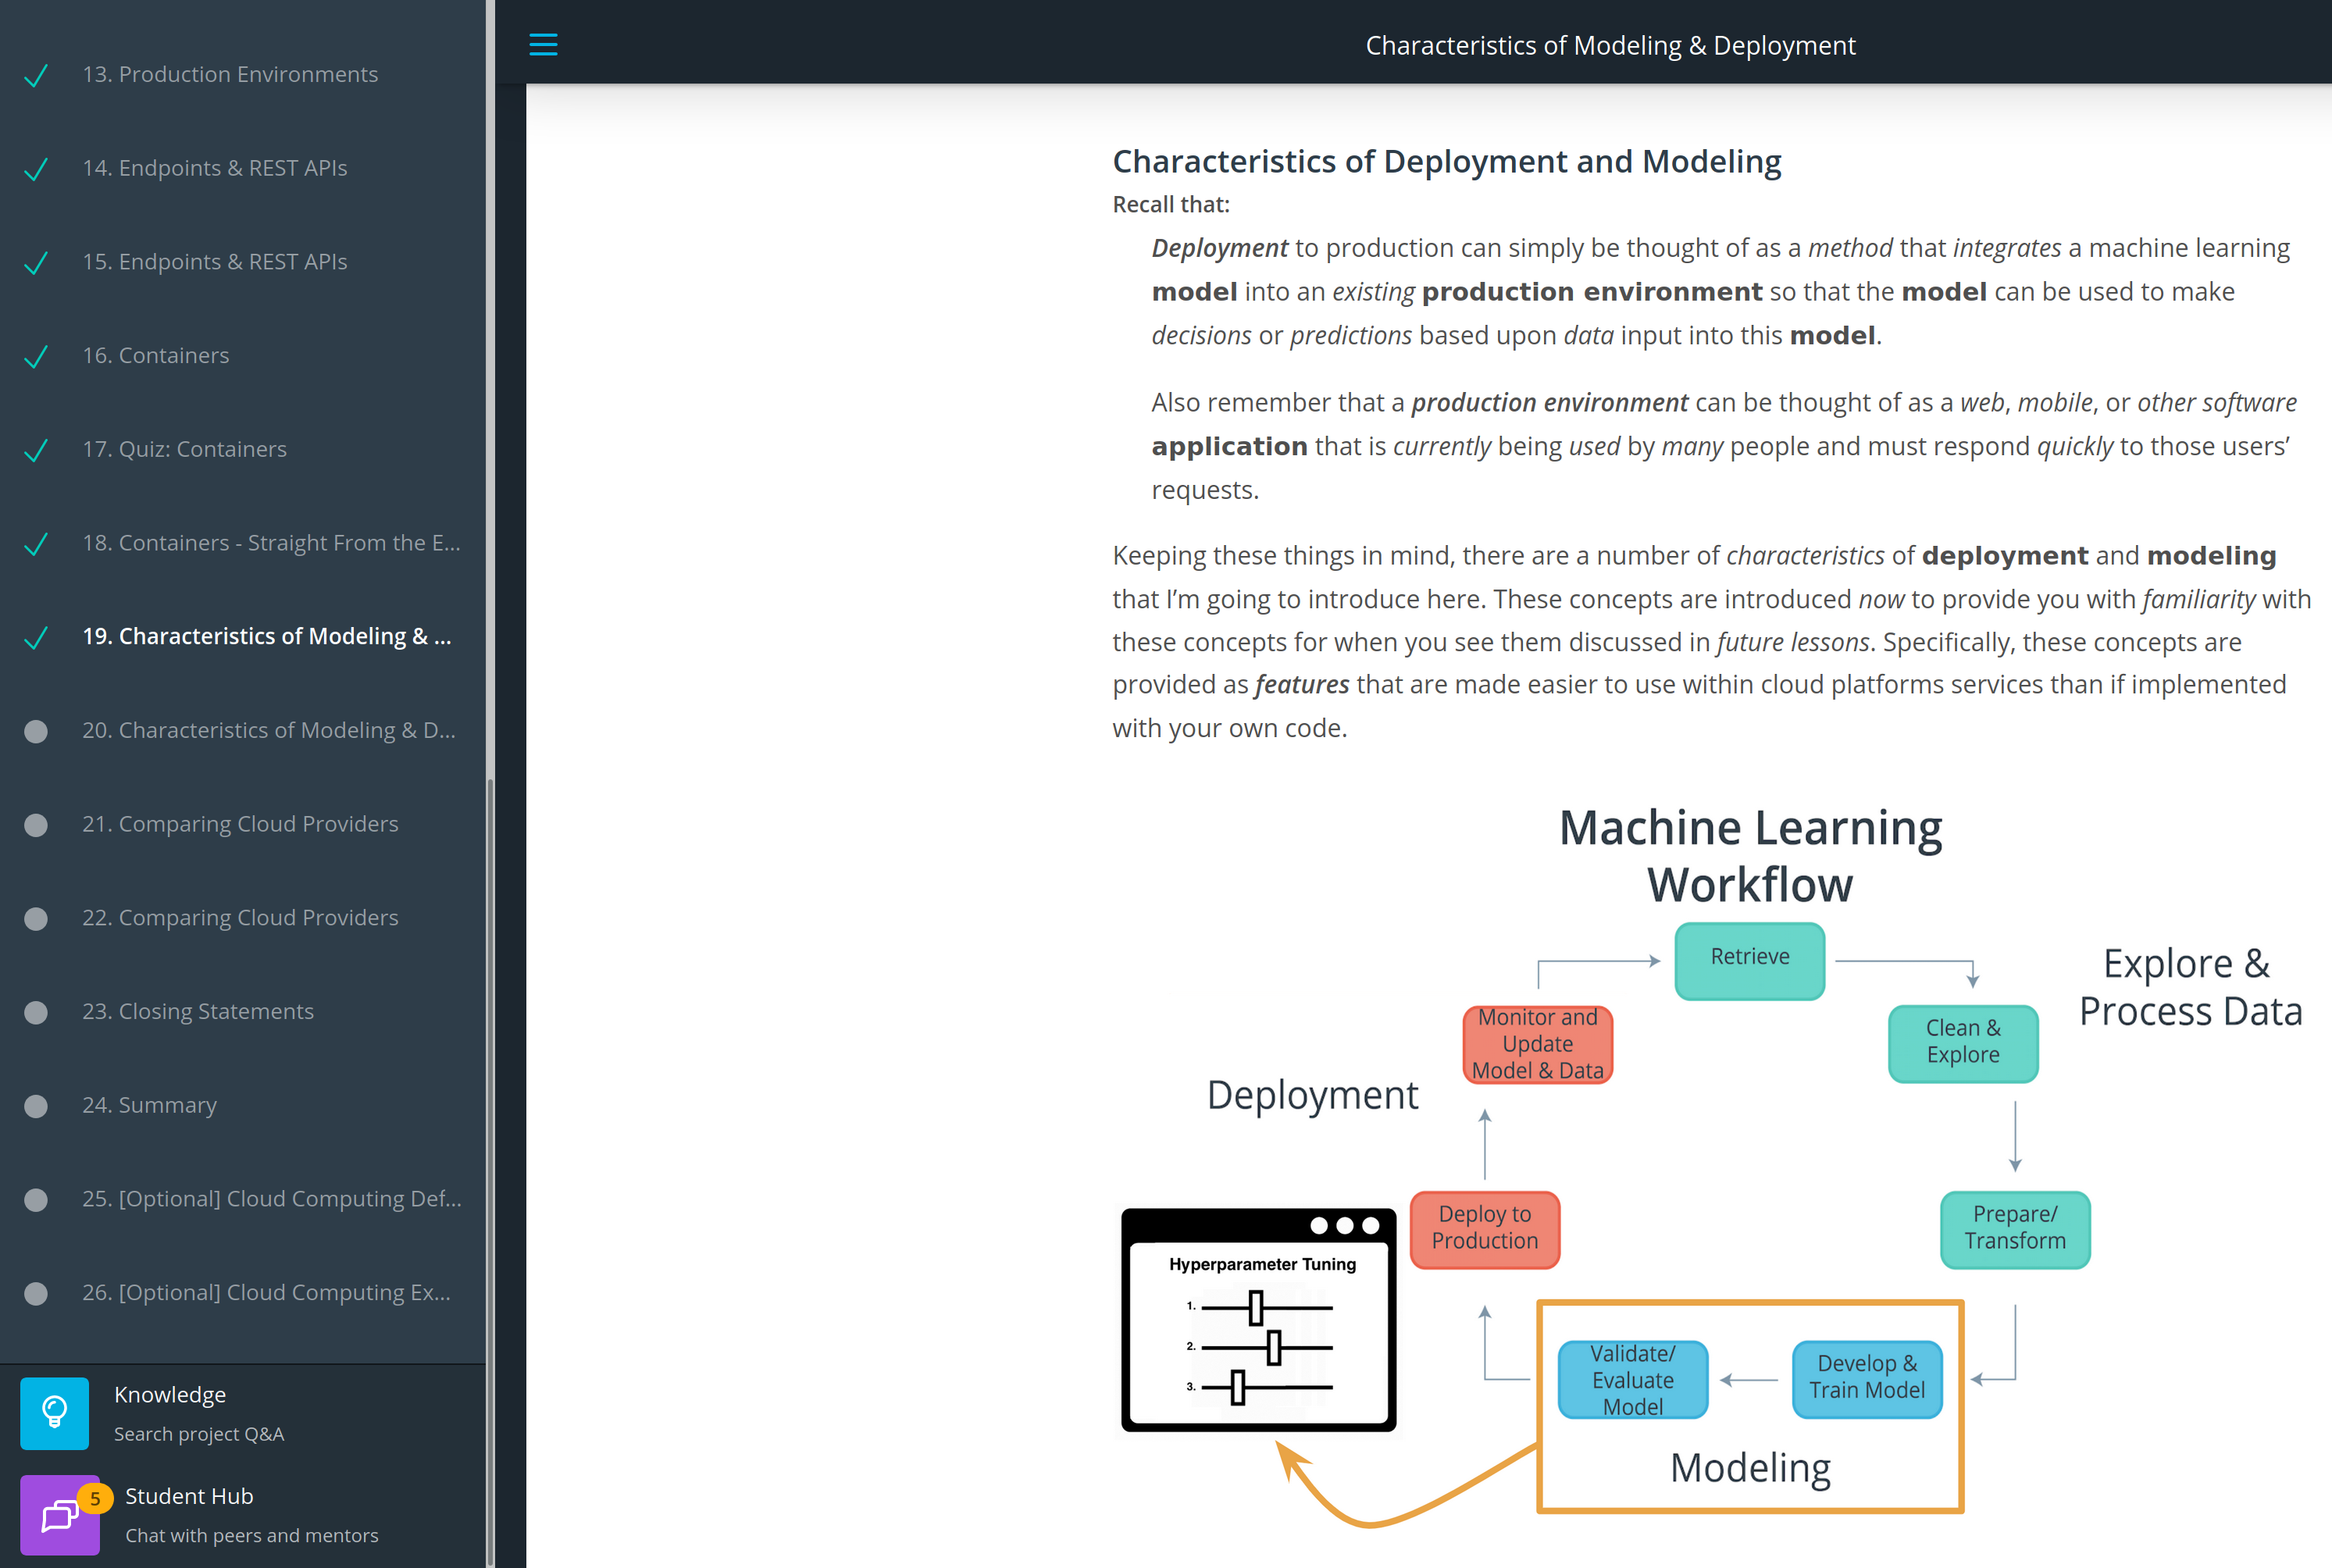 13. Production Environments
14. Endpoints & REST APIs
15. Endpoints & REST APIs
16. Containers
17. Quiz: Containers
18. Containers - Straight From the E...
19. Characteristics of Modeling & ...
20. Characteristics of Modeling & D...
21. Comparing Cloud Providers
22. Comparing Cloud Providers
23. Closing Statements
24. Summary
25. [Optional] Cloud Computing Def...
26. [Optional] Cloud Computing Ex...
Knowledge
Search project Q&A
5
Student Hub
Chat with peers and mentors
Characteristics of Modeling & Deployment
Characteristics of Deployment and Modeling
Recall that:
Deployment to production can simply be thought of as a method that integrates a machine learning
model into an existing production environment so that the model can be used to make
decisions or predictions based upon data input into this model.
Also remember that a production environment can be thought of as a web, mobile, or other software
application that is currently being used by many people and must respond quickly to those users’
requests.
Keeping these things in mind, there are a number of characteristics of deployment and modeling
that I’m going to introduce here. These concepts are introduced now to provide you with familiarity with
these concepts for when you see them discussed in future lessons. Specifically, these concepts are
provided as features that are made easier to use within cloud platforms services than if implemented
with your own code.
Machine Learning
Workflow
Retrieve
Explore &
Process Data
Clean &
Explore
Monitor and
Update
Model & Data
Deployment
Prepare/
Transform
Deploy to
Production
Hyperparameter Tuning
1.
2.
3.
Validate/
Evaluate
Model
Develop &
Train Model
Modeling